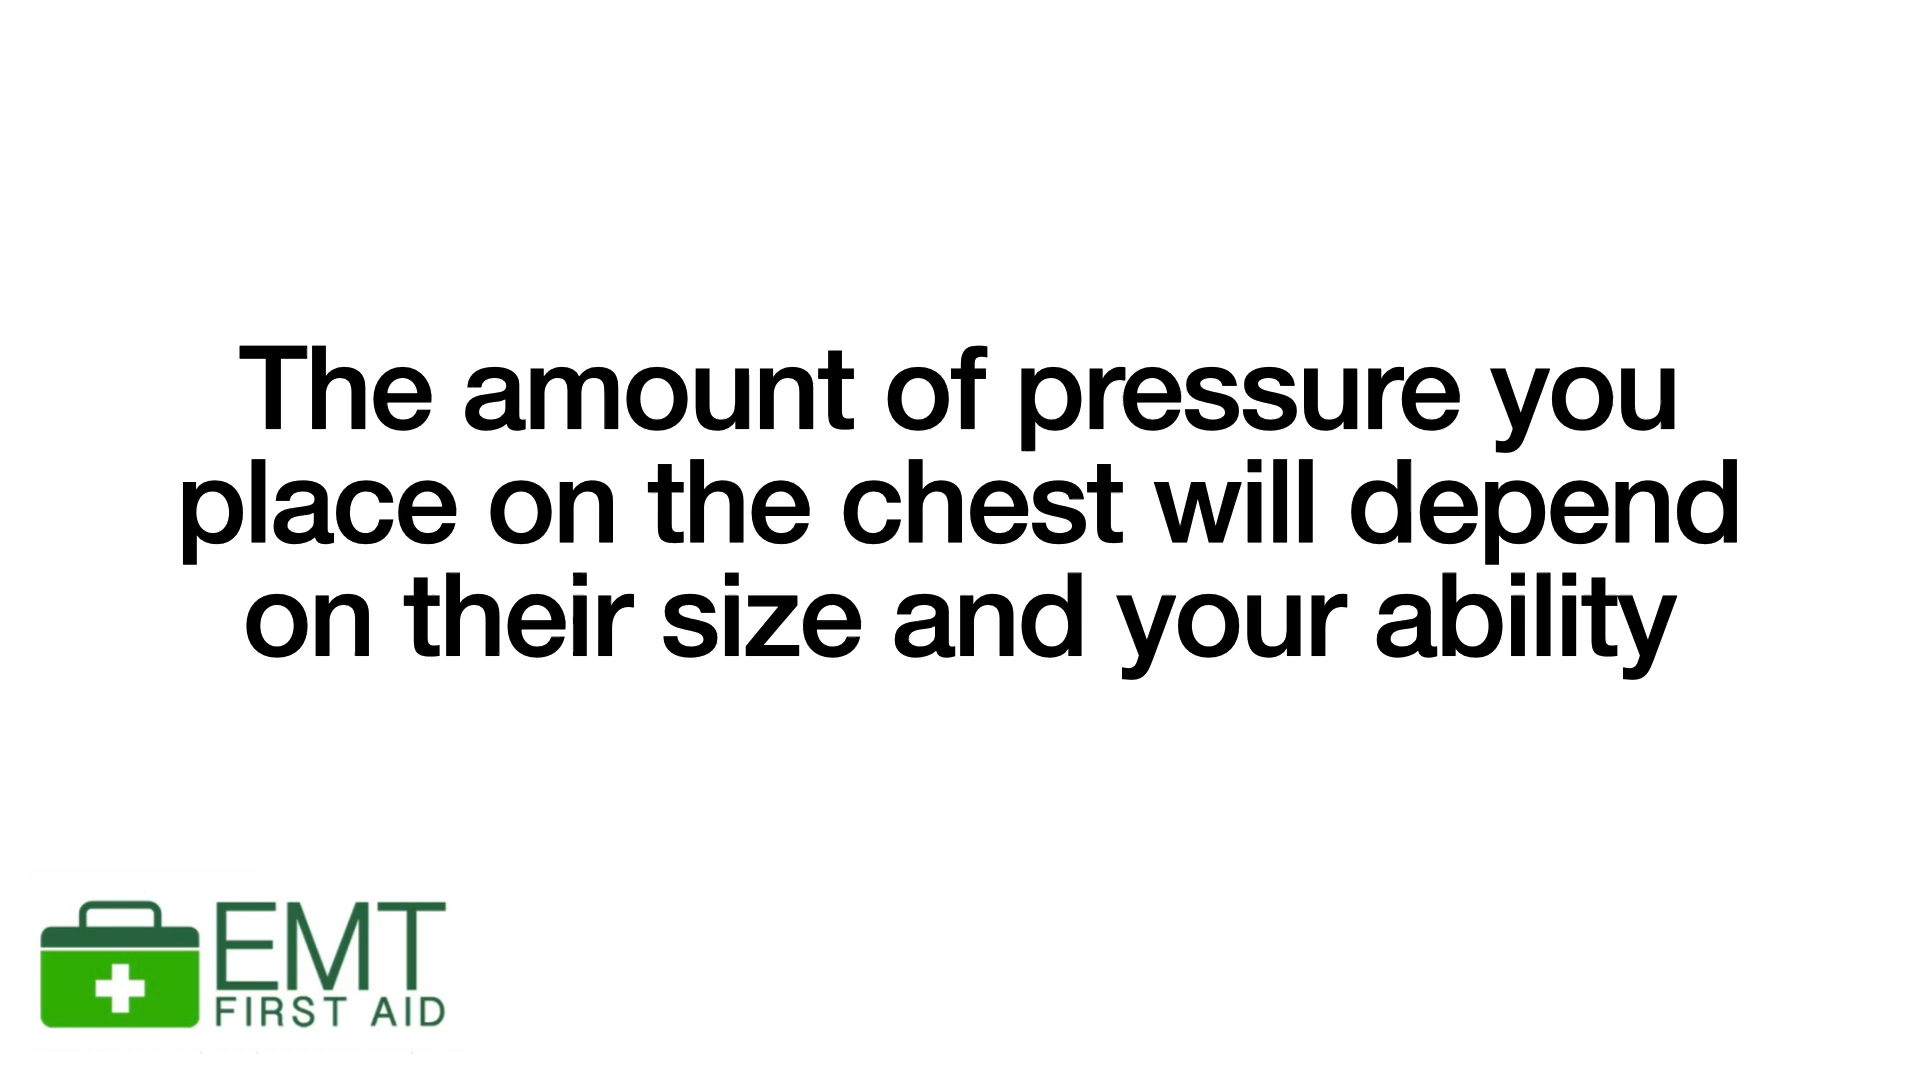 The amount of pressure you
place on the chest will depend
on their size and your ability
EMT
FIRST AID